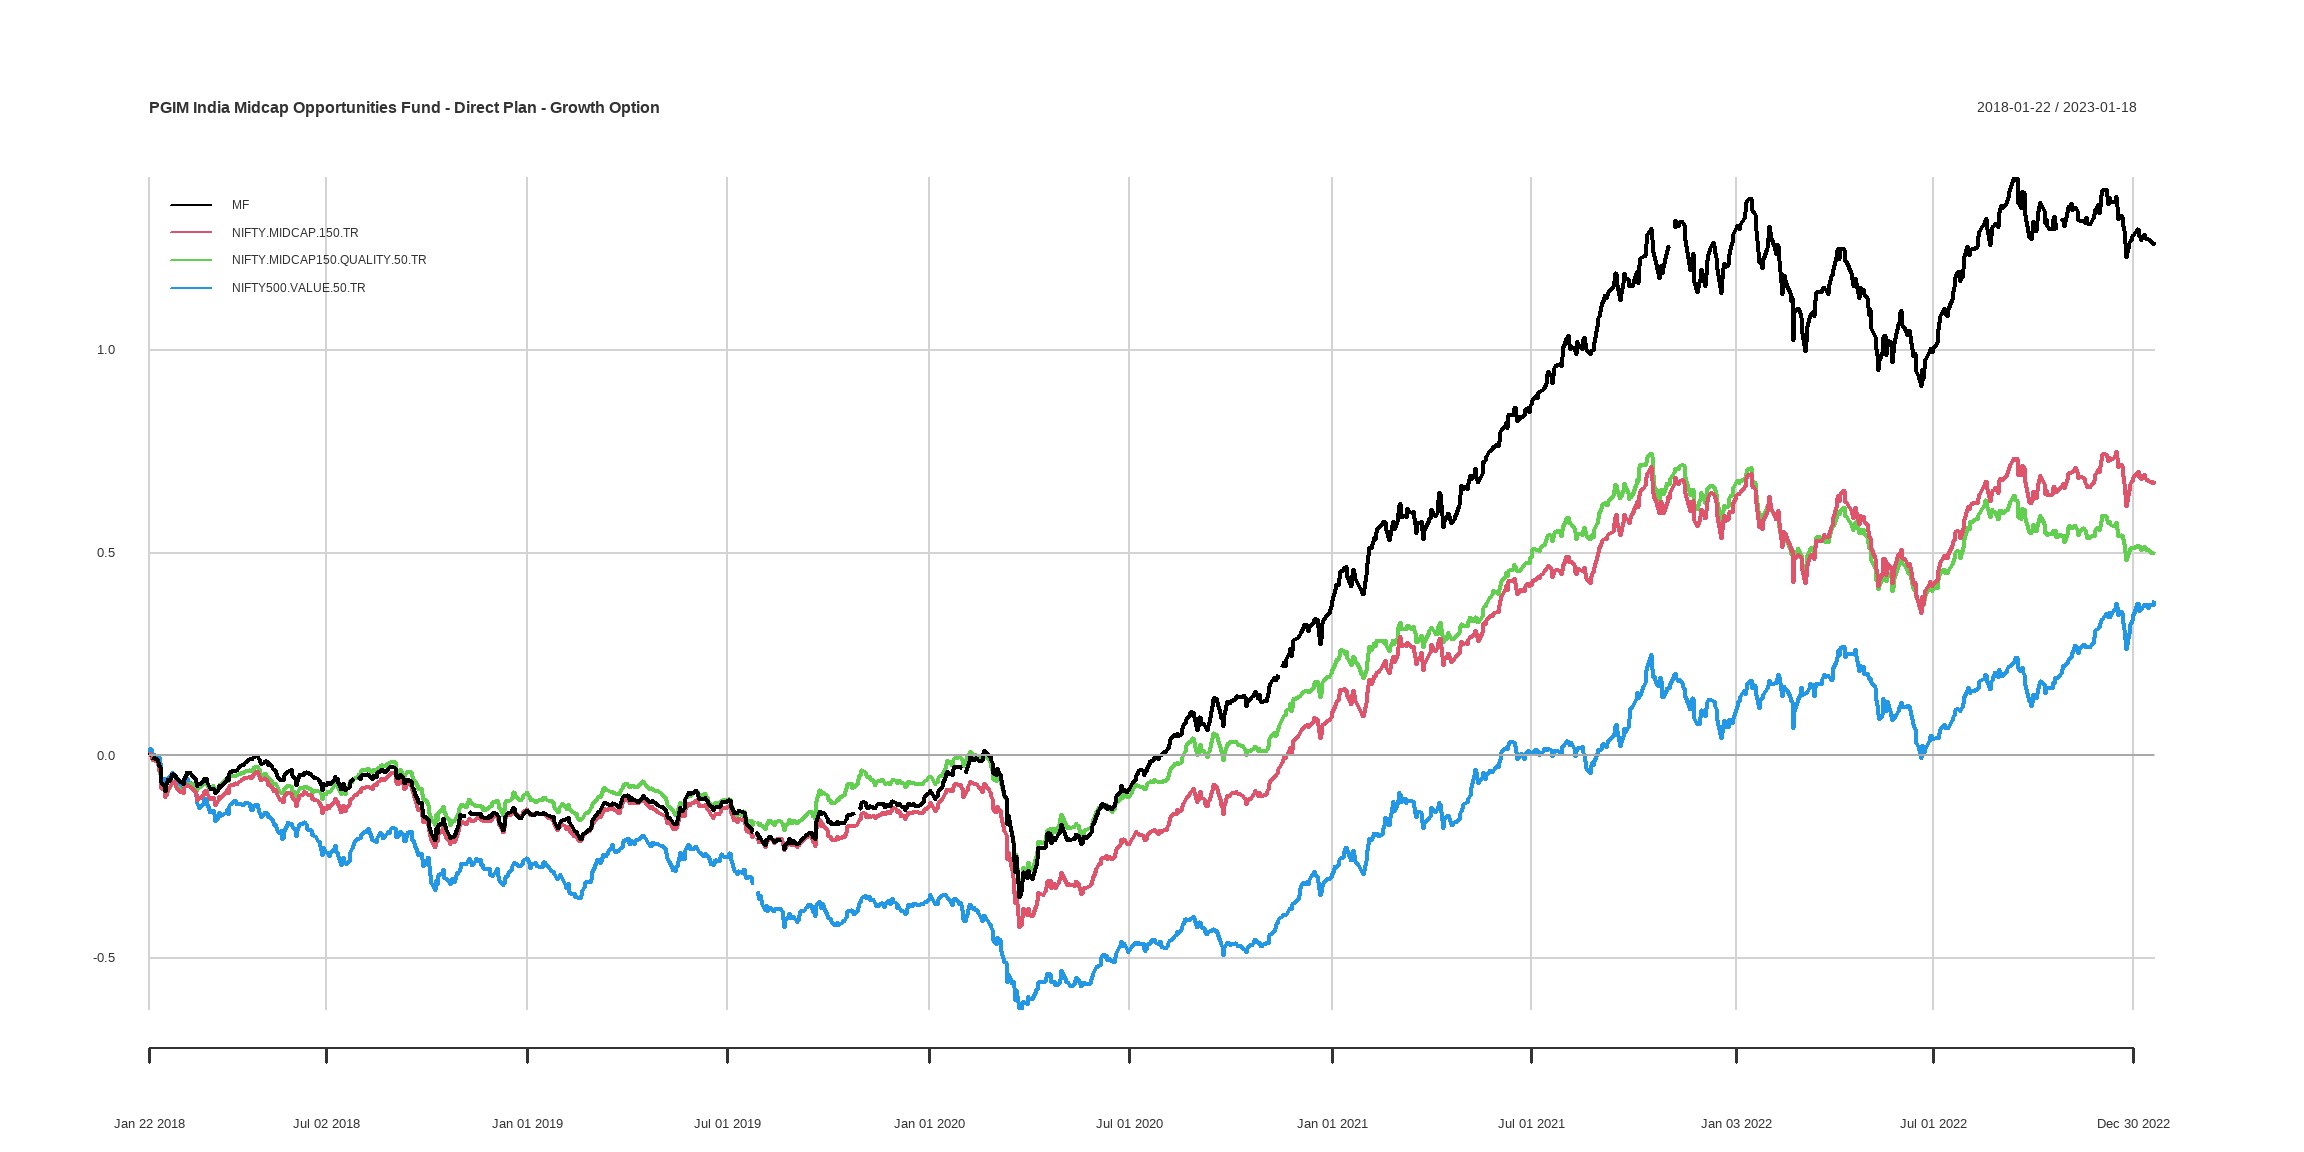 PGIM India Midcap Opportunities Fund - Direct Plan - Growth Option
2018-01-22 / 2023-01-18
MF
NIFTY.MIDCAP.150.TR
NIFTY.MIDCAP150.QUALITY.50.TR
NIFTY500.VALUE.50.TR
1.0
0.5
0.0
-0.5
Jan 22 2018 Jul 02 2018 Jan 01 2019 Jul 01 2019 Jan 01 2020 Jul 01 2020 Jan 01 2021 Jul 01 2021 Jan 03 2022 Jul 01 2022 Dec 30 2022